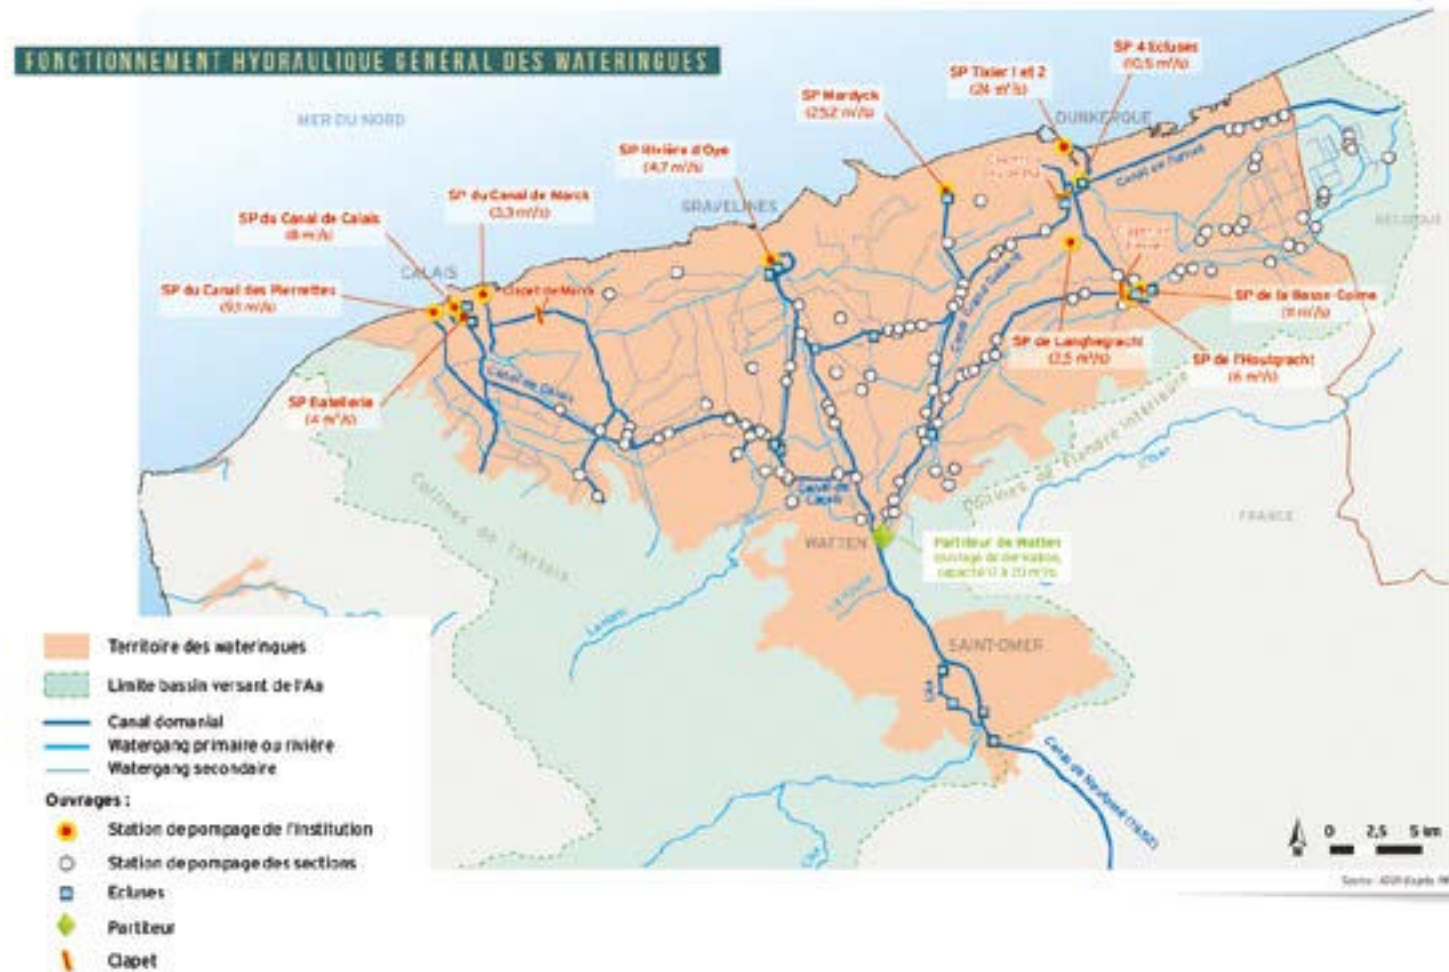 FONCTIONNEMENT HYDRAULIQUE GÉNÉRAL DES WATERINGUES
MER DU NORD
SP 4 Ecluses
(10,5 m³/s)
SP Tixier 1 et 2
(24 m³/s)
DUNKERQUE
SP Mardyck
SP Rivière d'Oye
(4,7 m³/s)
GRAVELINES
SP du Canal de Marck
(3,3 m³/s)
SP du Canal de Calais
(8 m³/s)
CALAIS
SP du Canal des Pierrettes
Clapet de Marck
SP Batellerie
(4 m³/s)
Canal de Calais
Canal de Furnes
BELGIQUE
SP de la Basse-Colme
(11 m³/s)
SP de Langhegracht
(2,5 m³/s)
SP de l'Houtgracht
(6 m³/s)
Collines de Flandre intérieure
L'Yser
FRANCE
Collines de l'Artois
Canal de
Calais
WATTEN
Partiteur de Watten
ouvrage de dérivation,
SAINT-OMER
Canal de Neufossé
Territoire des wateringues
Limite bassin versant de l'Aa
Canal domanial
Watergang primaire ou rivière
Watergang secondaire
Ouvrages :
Station de pompage de l'Institution
Station de pompage des sections
Ecluses
Partiteur
Clapet
N
0 2,5 5 km